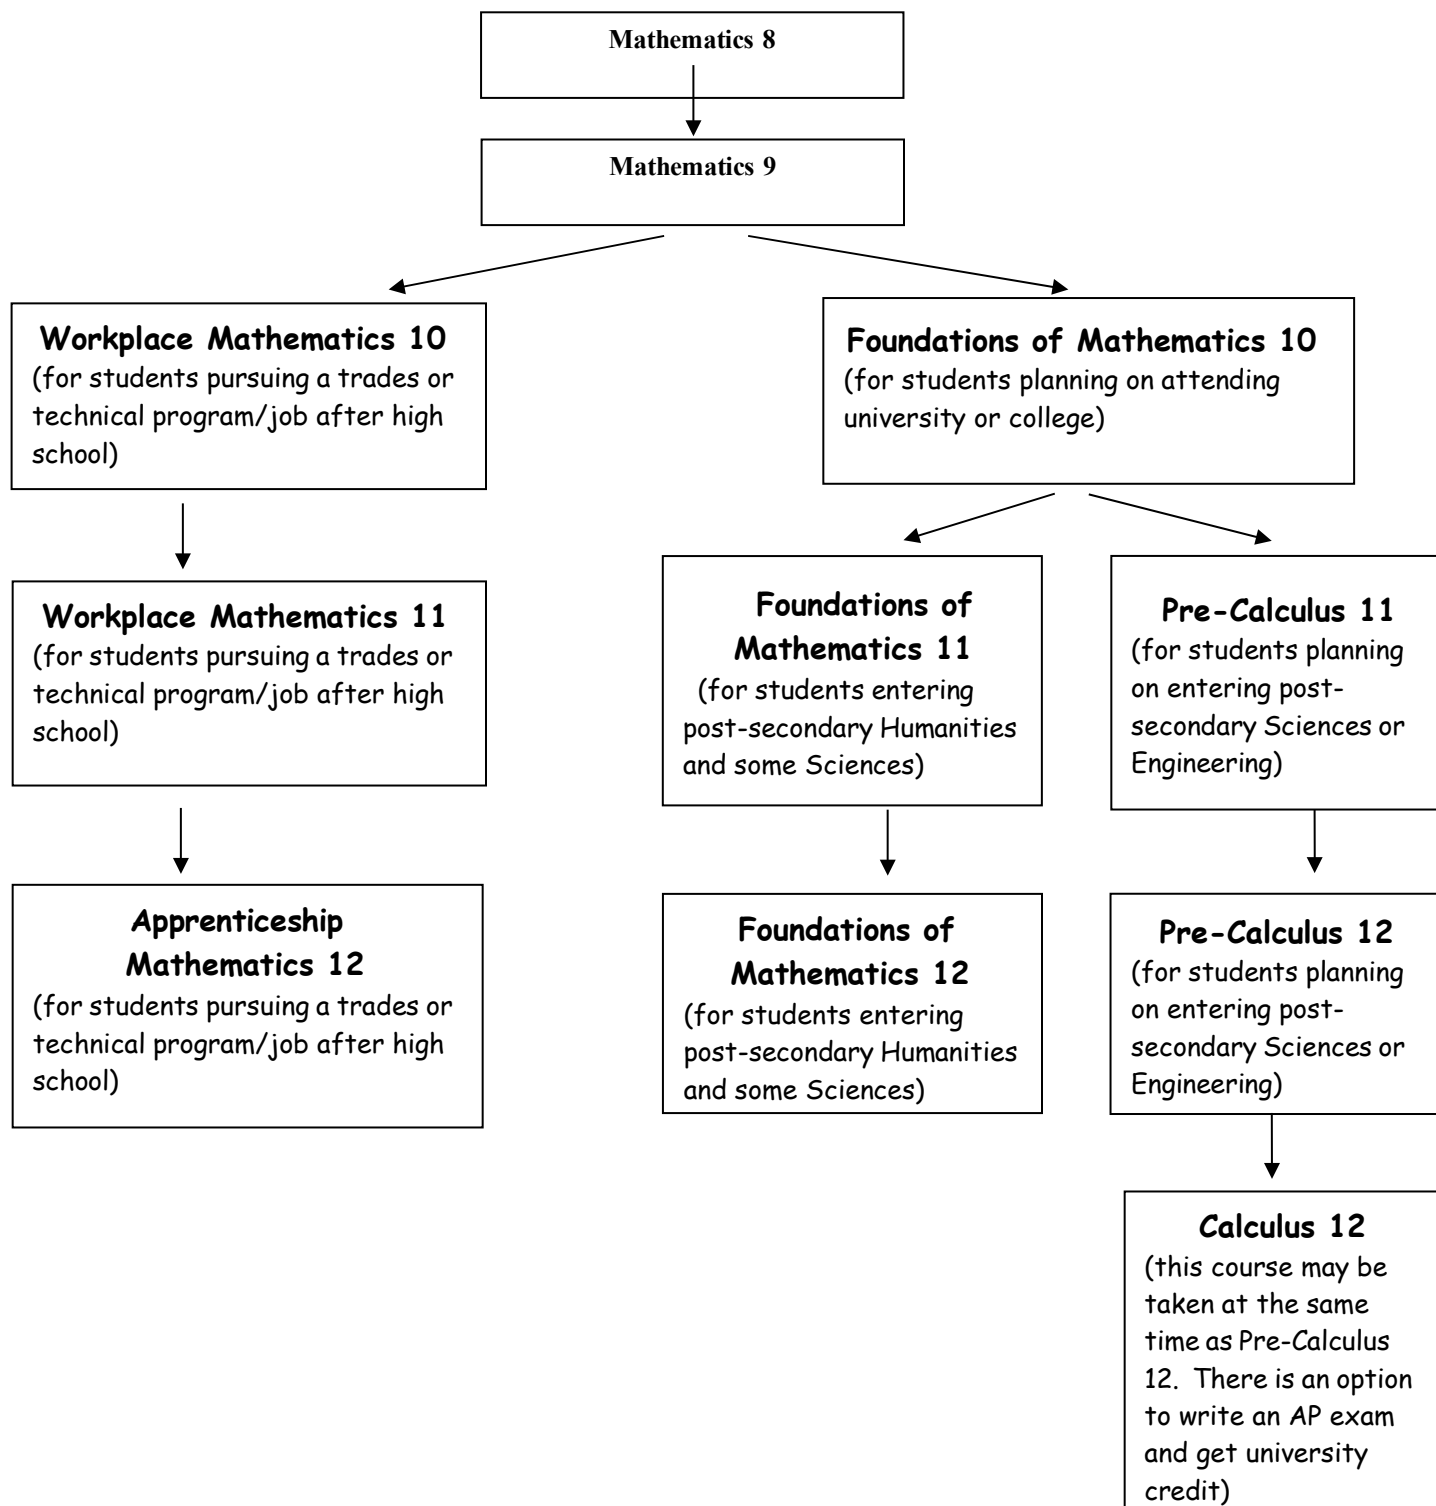 Mathematics 8
Mathematics 9
Workplace Mathematics 10
(for students pursuing a trades or
technical program/job after high
school)
Foundations of Mathematics 10
(for students planning on attending
university or college)
Workplace Mathematics 11
(for students pursuing a trades or
technical program/job after high
school)
Foundations of
Mathematics 11
(for students entering
post-secondary Humanities
and some Sciences)
Pre-Calculus 11
(for students planning
on entering post-
secondary Sciences or
Engineering)
Apprenticeship
Mathematics 12
(for students pursuing a trades or
technical program/job after high
school)
Foundations of
Mathematics 12
(for students entering
post-secondary Humanities
and some Sciences)
Pre-Calculus 12
(for students planning
on entering post-
secondary Sciences or
Engineering)
Calculus 12
(this course may be
taken at the same
time as Pre-Calculus
12.  There is an option
to write an AP exam
and get university
credit)